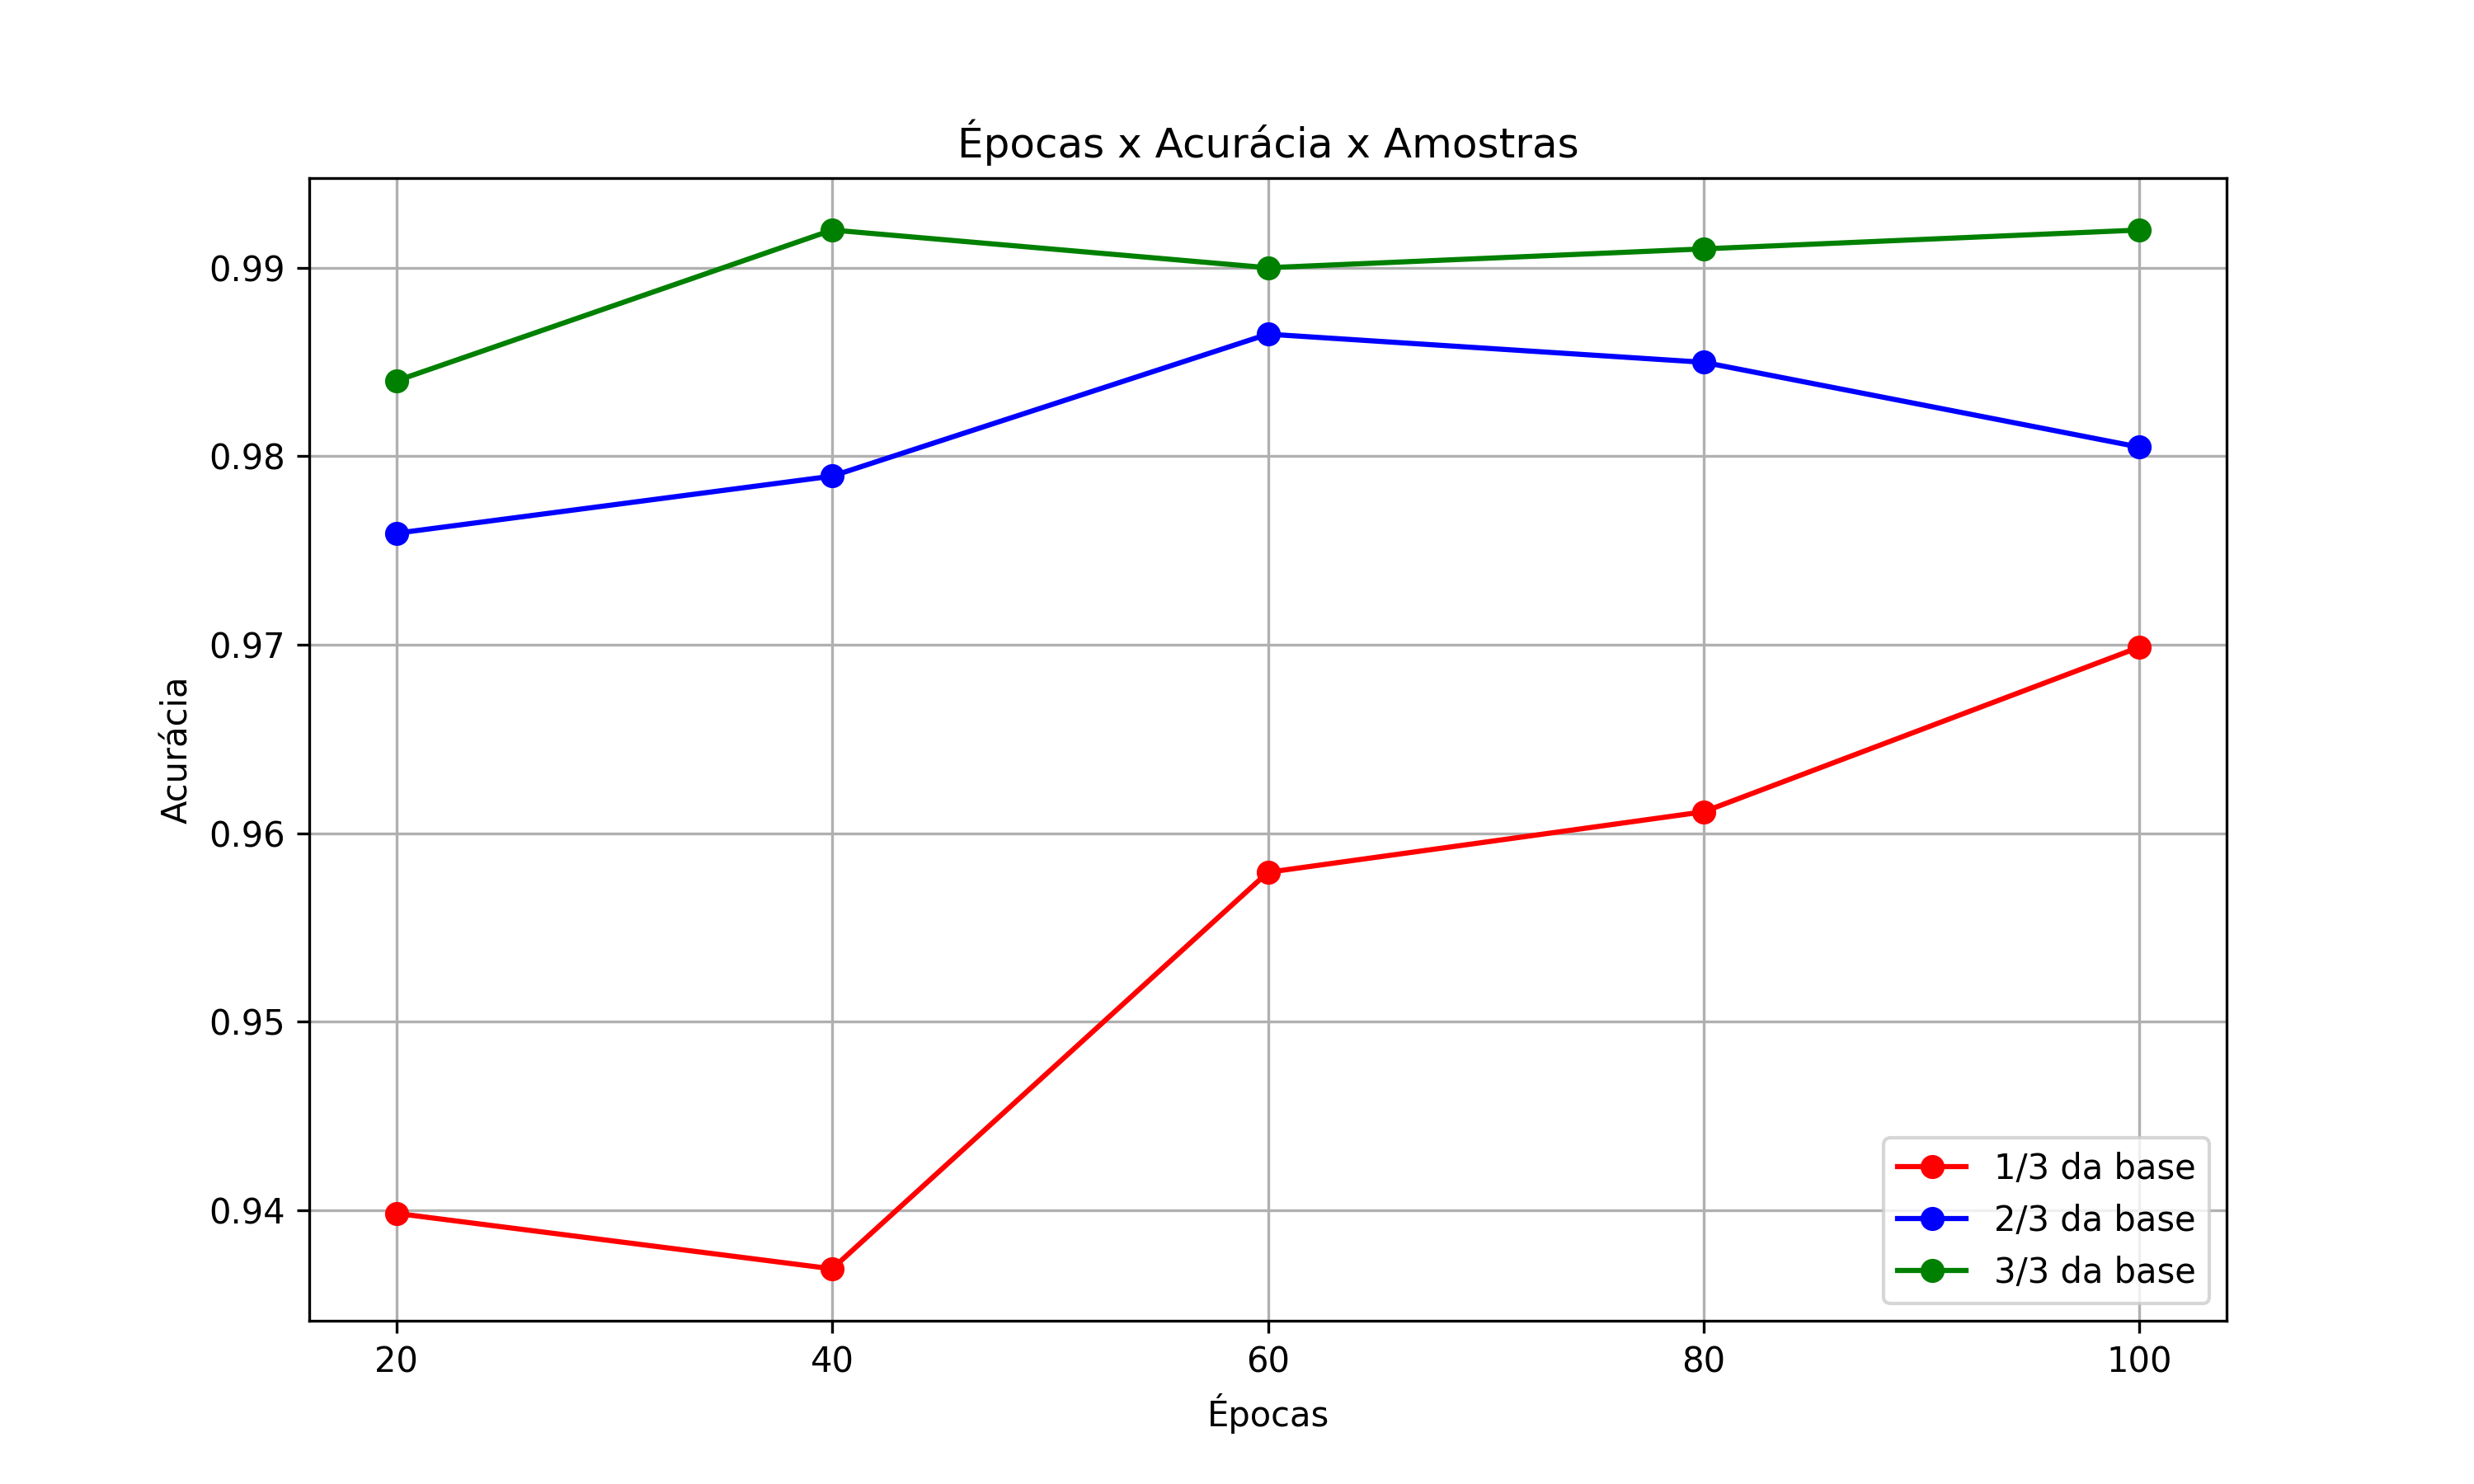 Épocas x Acurácia x Amostras
Acurácia
0.99
0.98
0.97
0.96
0.95
0.94
20 40 60 80 100
Épocas
1/3 da base
2/3 da base
3/3 da base